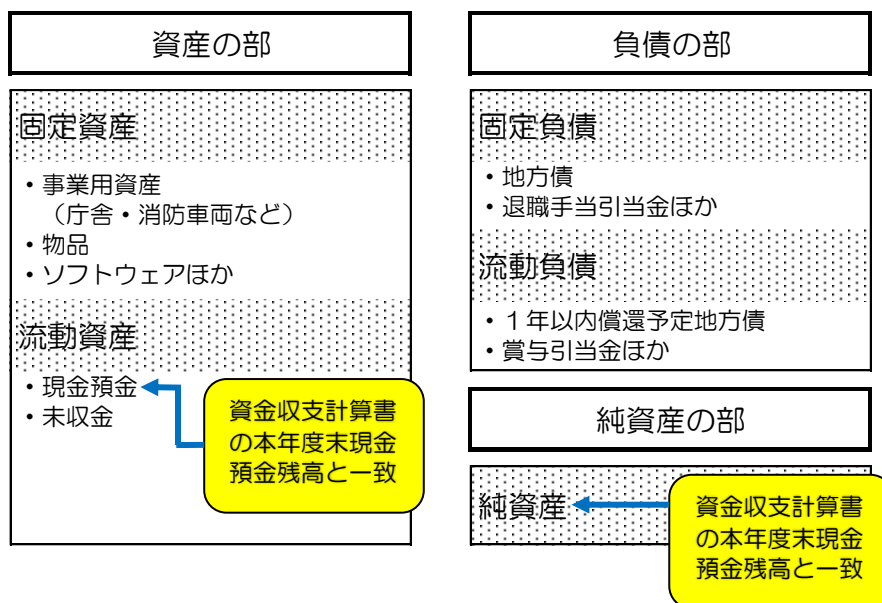 資産の部
固定資産
・事業用資産
（庁舎・消防車両など）
・物品
・ソフトウェアほか
流動資産
・現金預金
・未収金
資金収支計算書
の本年度末現金
預金残高と一致
負債の部
固定負債
・地方債
・退職手当引当金ほか
流動負債
・１年以内償還予定地方債
・賞与引当金ほか
純資産の部
純資産
資金収支計算書
の本年度末現金
預金残高と一致